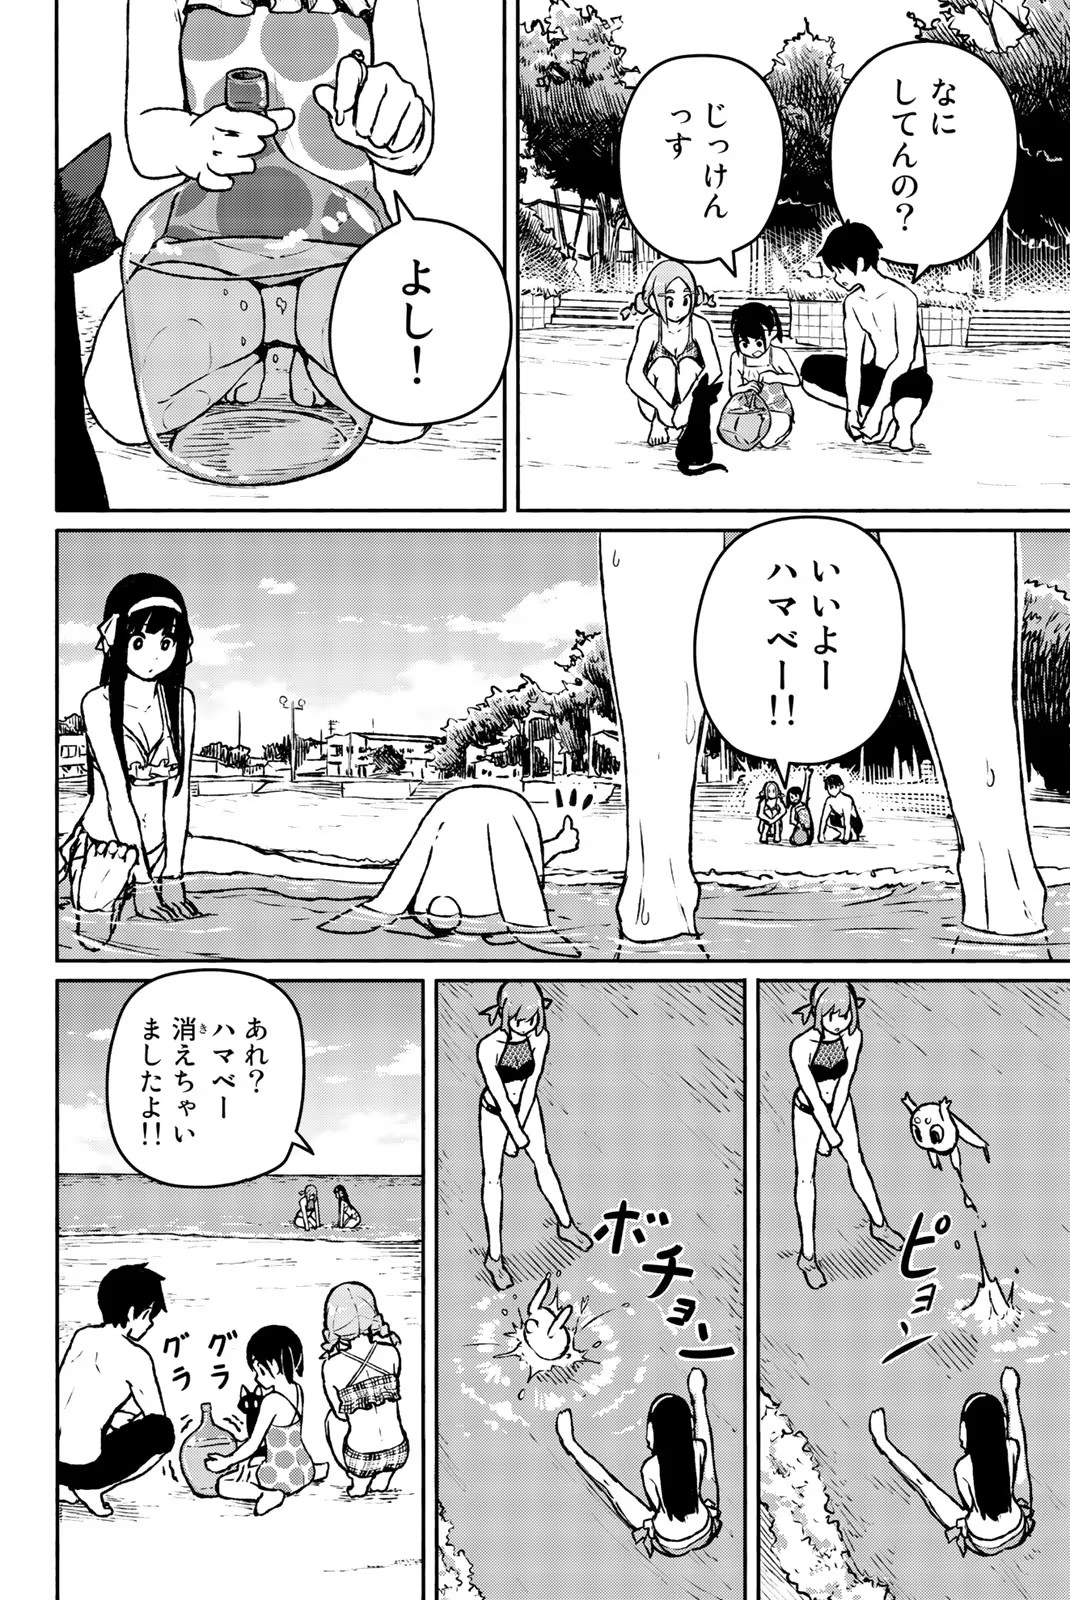 なに
してんの?
じっけん
っす
よし!
いいよー
ハマベー!!
ピョン
ボチョーン
あれ?
ハマベー
消えちゃい
き
ましたよ!!
グラ
グラ